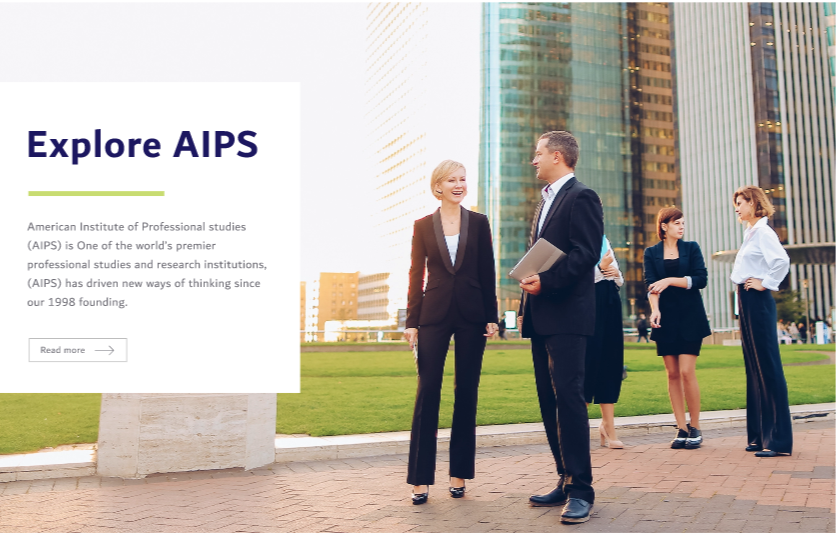 Explore AIPS
American Institute of Professional studies
(AIPS) is One of the world's premier
professional studies and research institutions,
(AIPS) has driven new ways of thinking since
our 1998 founding.
Read more